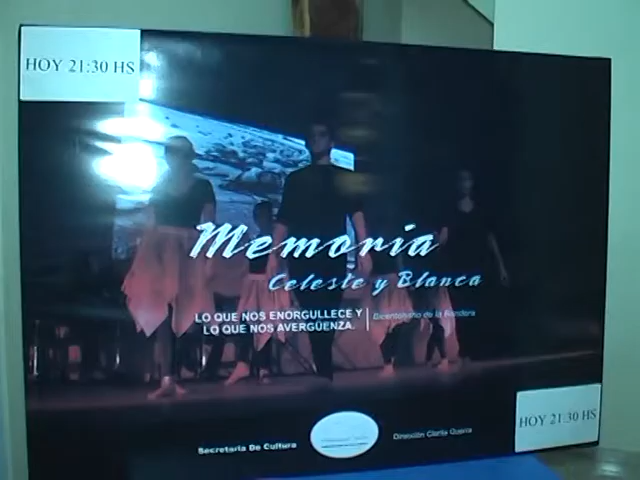 HOY 21:30 HS
Memoria
Celeste y Blanca
LO QUE NOS ENORGULLECE Y
LO QUE NOS AVERGÜENZA.
Bicentenario de la Bandera
Secretaría De Cultura
Dirección
HOY 21:30 HS